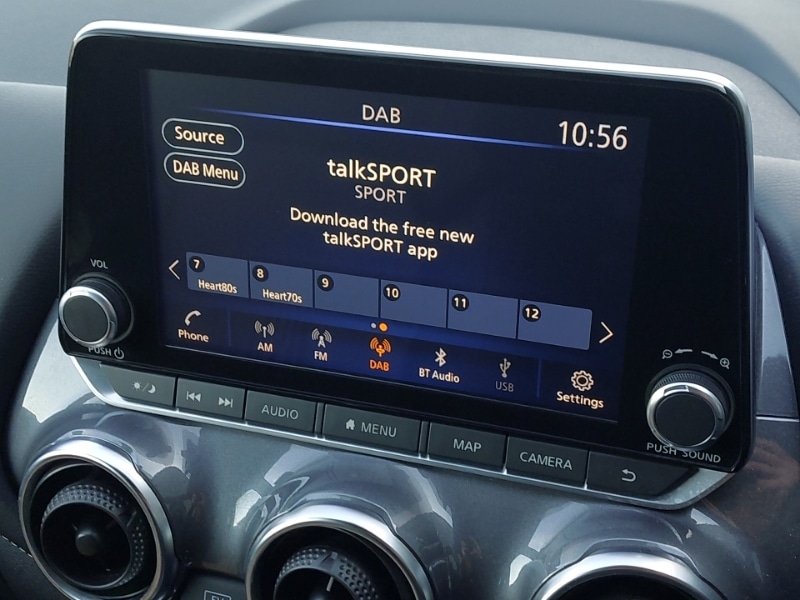 DAB
10:56
Source
DAB Menu
talkSPORT
SPORT
Download the free new
talkSPORT app
7 8 9 10 11 12
Heart80s Heart70s
Phone AM FM DAB BT Audio USB Settings
VOL
PUSH
AUDIO MENU MAP CAMERA
PUSH SOUND